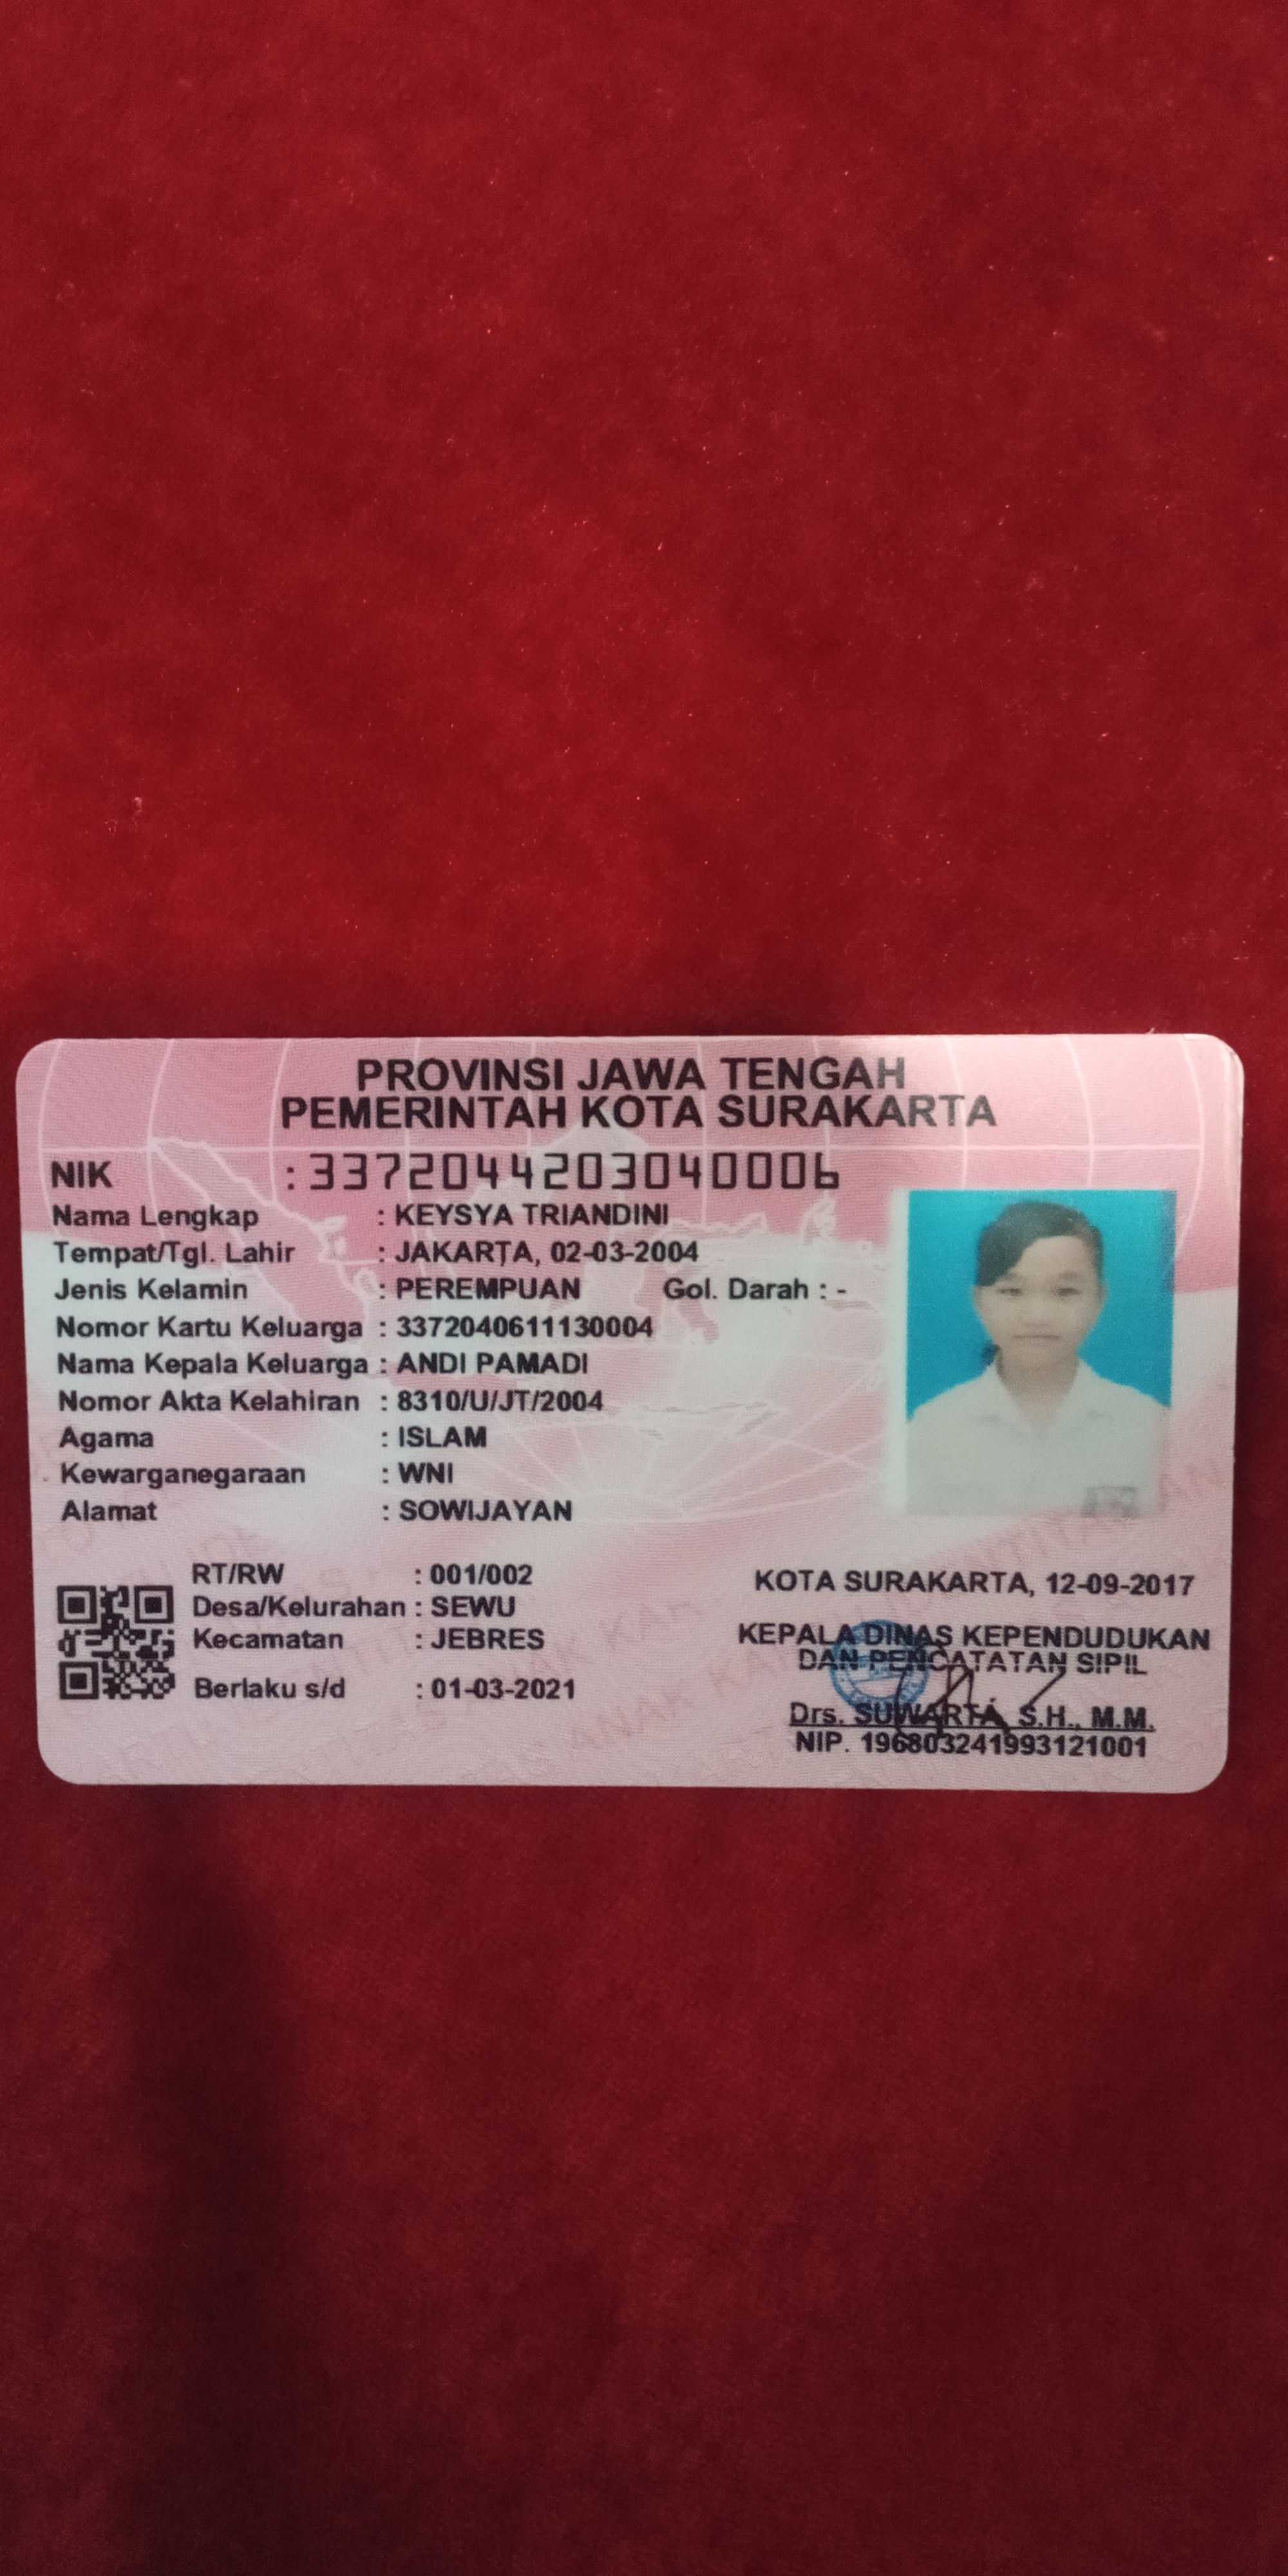 PROVINSI JAWA TENGAH
PEMERINTAH KOTA SURAKARTA
NIK : 3372044203040006
Nama Lengkap : KEYSYA TRIANDINI
Tempat/Tgl. Lahir : JAKARTA, 02-03-2004
Jenis Kelamin : PEREMPUAN Gol. Darah : -
Nomor Kartu Keluarga : 3372040611130004
Nama Kepala Keluarga : ANDI PAMADI
Nomor Akta Kelahiran : 8310/U/JT/2004
Agama : ISLAM
Kewarganegaraan : WNI
Alamat : SOWIJAYAN
RT/RW : 001/002
Desa/Kelurahan : SEWU
Kecamatan : JEBRES
Berlaku s/d : 01-03-2021
KOTA SURAKARTA, 12-09-2017
KEPALA DINAS KEPENDUDUKAN
DAN PENCATATAN SIPIL
Drs. SUWARTA, S.H., M.M.
NIP. 196803241993121001